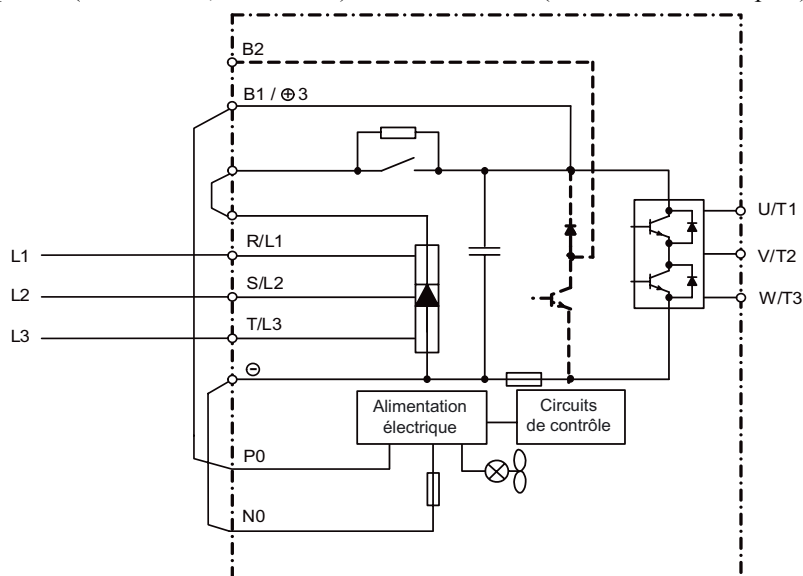 B2
B1 / ⊕3
R/L1
L1
S/L2
L2
T/L3
L3
⊖
U/T1
V/T2
W/T3
Alimentation
électrique
Circuits
de contrôle
P0
N0